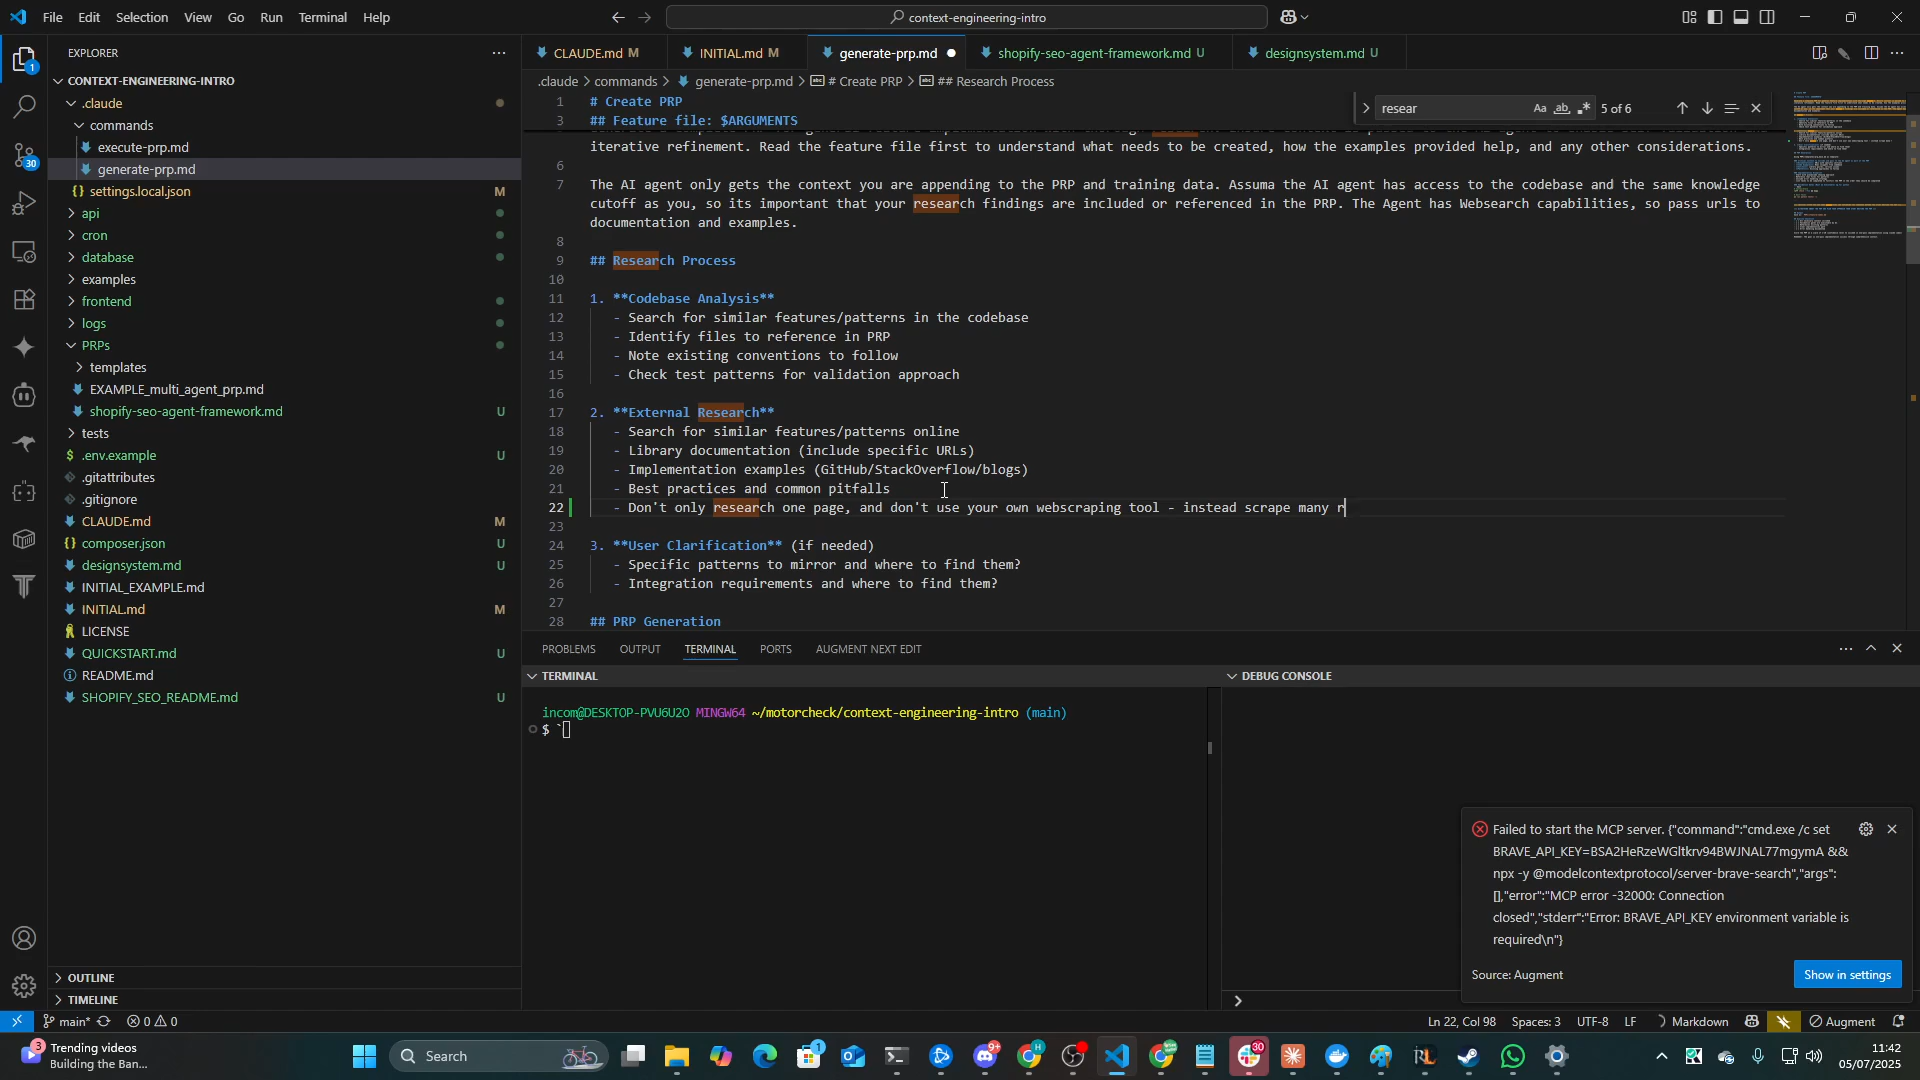 File Edit Selection View Go Run Terminal Help
context-engineering-intro
EXPLORER
CLAUDE.md M
INITIAL.md M
generate-prp.md
shopify-seo-agent-framework.md U
designsystem.md U
.claude > commands > generate-prp.md > # Create PRP > ## Research Process
CONTEXT-ENGINEERING-INTRO
.claude
commands
execute-prp.md
generate-prp.md
settings.local.json M
api
cron
database
examples
frontend
logs
PRPs
templates
EXAMPLE_multi_agent_prp.md
shopify-seo-agent-framework.md U
tests
.env.example U
.gitattributes
.gitignore
CLAUDE.md M
composer.json U
designsystem.md U
INITIAL_EXAMPLE.md
INITIAL.md M
LICENSE
QUICKSTART.md U
README.md
SHOPIFY_SEO_README.md U
OUTLINE
TIMELINE
resear
5 of 6
1 # Create PRP
3 ## Feature file: $ARGUMENTS
iterative refinement. Read the feature file first to understand what needs to be created, how the examples provided help, and any other considerations.
6
7 The AI agent only gets the context you are appending to the PRP and training data. Assuma the AI agent has access to the codebase and the same knowledge
cutoff as you, so its important that your research findings are included or referenced in the PRP. The Agent has Websearch capabilities, so pass urls to
documentation and examples.
8
9 ## Research Process
10
11 1. **Codebase Analysis**
12 - Search for similar features/patterns in the codebase
13 - Identify files to reference in PRP
14 - Note existing conventions to follow
15 - Check test patterns for validation approach
16
17 2. **External Research**
18 - Search for similar features/patterns online
19 - Library documentation (include specific URLs)
20 - Implementation examples (GitHub/StackOverflow/blogs)
21 - Best practices and common pitfalls
22 - Don't only research one page, and don't use your own webscraping tool - instead scrape many r
23
24 3. **User Clarification** (if needed)
25 - Specific patterns to mirror and where to find them?
26 - Integration requirements and where to find them?
27
28 ## PRP Generation
PROBLEMS OUTPUT TERMINAL PORTS AUGMENT NEXT EDIT
TERMINAL
incom@DESKTOP-PVU6U2O MINGW64 ~/motorcheck/context-engineering-intro (main)
$ `
DEBUG CONSOLE
Failed to start the MCP server. {"command":"cmd.exe /c set
BRAVE_API_KEY=BSA2HeRzeWGltkrv94BWJNAL77mgymA &&
npx -y @modelcontextprotocol/server-brave-search","args":
[],"error":"MCP error -32000: Connection
closed","stderr":"Error: BRAVE_API_KEY environment variable is
required\n"}
Source: Augment
Show in settings
main* 0 0
Ln 22, Col 98 Spaces: 3 UTF-8 LF Markdown Augment
Trending videos
Building the Ban...
Search
11:42
05/07/2025